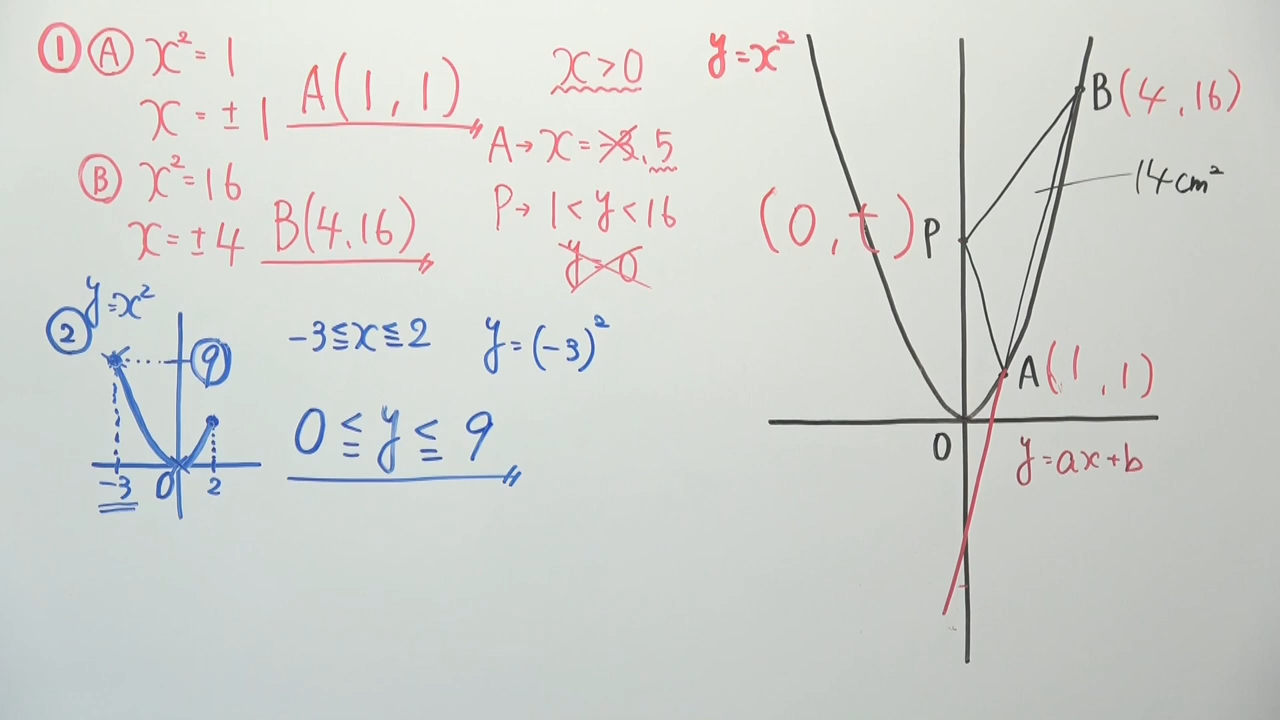 ① Ⓐ x² = 1
x = ± 1 A(1, 1)
Ⓑ x² = 16
x = ± 4 B(4.16)
x > 0
A → x = -3, 5
P → 1 < y < 16
y = 0
② y = x²
9
-3 0 2
-3 ≦ x ≦ 2 y = (-3)²
0 ≦ y ≦ 9
y = x²
B(4, 16)
14cm²
(0, t) P
A(1, 1)
0
y = ax + b